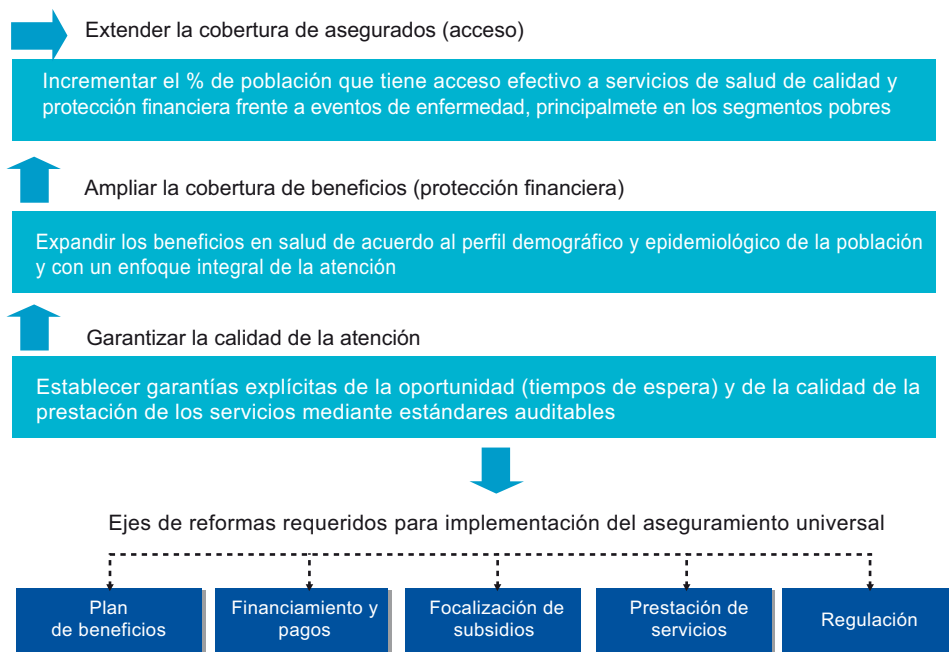 Extender la cobertura de asegurados (acceso)
Incrementar el % de población que tiene acceso efectivo a servicios de salud de calidad y
protección financiera frente a eventos de enfermedad, principalmete en los segmentos pobres
Ampliar la cobertura de beneficios (protección financiera)
Expandir los beneficios en salud de acuerdo al perfil demográfico y epidemiológico de la población
y con un enfoque integral de la atención
Garantizar la calidad de la atención
Establecer garantías explícitas de la oportunidad (tiempos de espera) y de la calidad de la
prestación de los servicios mediante estándares auditables
Ejes de reformas requeridos para implementación del aseguramiento universal
Plan
de beneficios
Financiamiento y
pagos
Focalización de
subsidios
Prestación de
servicios
Regulación